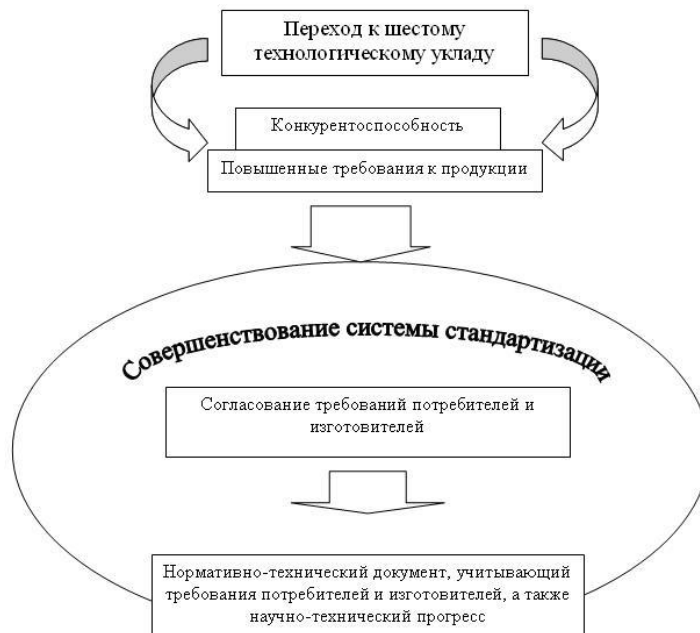 Переход к шестому
технологическому укладу
Конкурентоспособность
Повышенные требования к продукции
Совершенствование системы стандартизации
Согласование требований потребителей и
изготовителей
Нормативно-технический документ, учитывающий
требования потребителей и изготовителей, а также
научно-технический прогресс